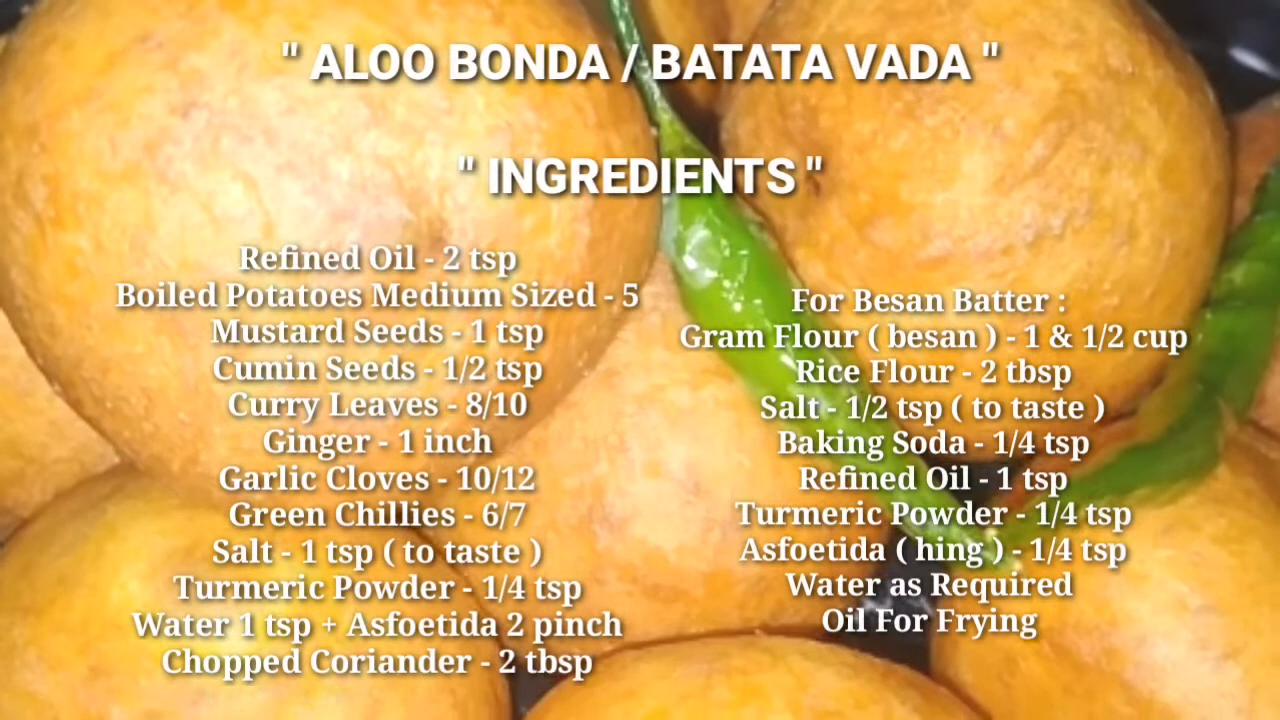 " ALOO BONDA / BATATA VADA "
" INGREDIENTS "
Refined Oil - 2 tsp
Boiled Potatoes Medium Sized - 5
Mustard Seeds - 1 tsp
Cumin Seeds - 1/2 tsp
Curry Leaves - 8/10
Ginger - 1 inch
Garlic Cloves - 10/12
Green Chillies - 6/7
Salt - 1 tsp ( to taste )
Turmeric Powder - 1/4 tsp
Water 1 tsp + Asfoetida 2 pinch
Chopped Coriander - 2 tbsp
For Besan Batter :
Gram Flour ( besan ) - 1 & 1/2 cup
Rice Flour - 2 tbsp
Salt - 1/2 tsp ( to taste )
Baking Soda - 1/4 tsp
Refined Oil - 1 tsp
Turmeric Powder - 1/4 tsp
Asfoetida ( hing ) - 1/4 tsp
Water as Required
Oil For Frying